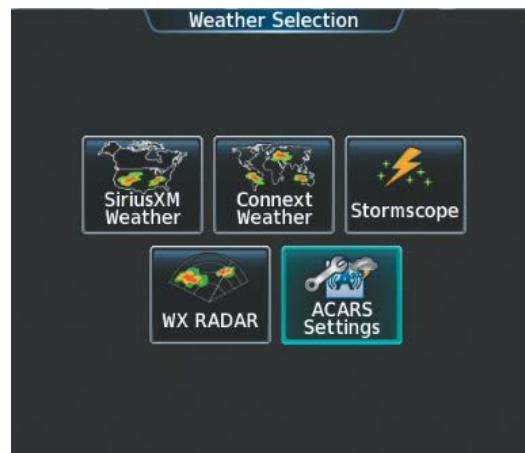 Weather Selection
SiriusXM
Weather
Connext
Weather
Stormscope
WX RADAR
ACARS
Settings